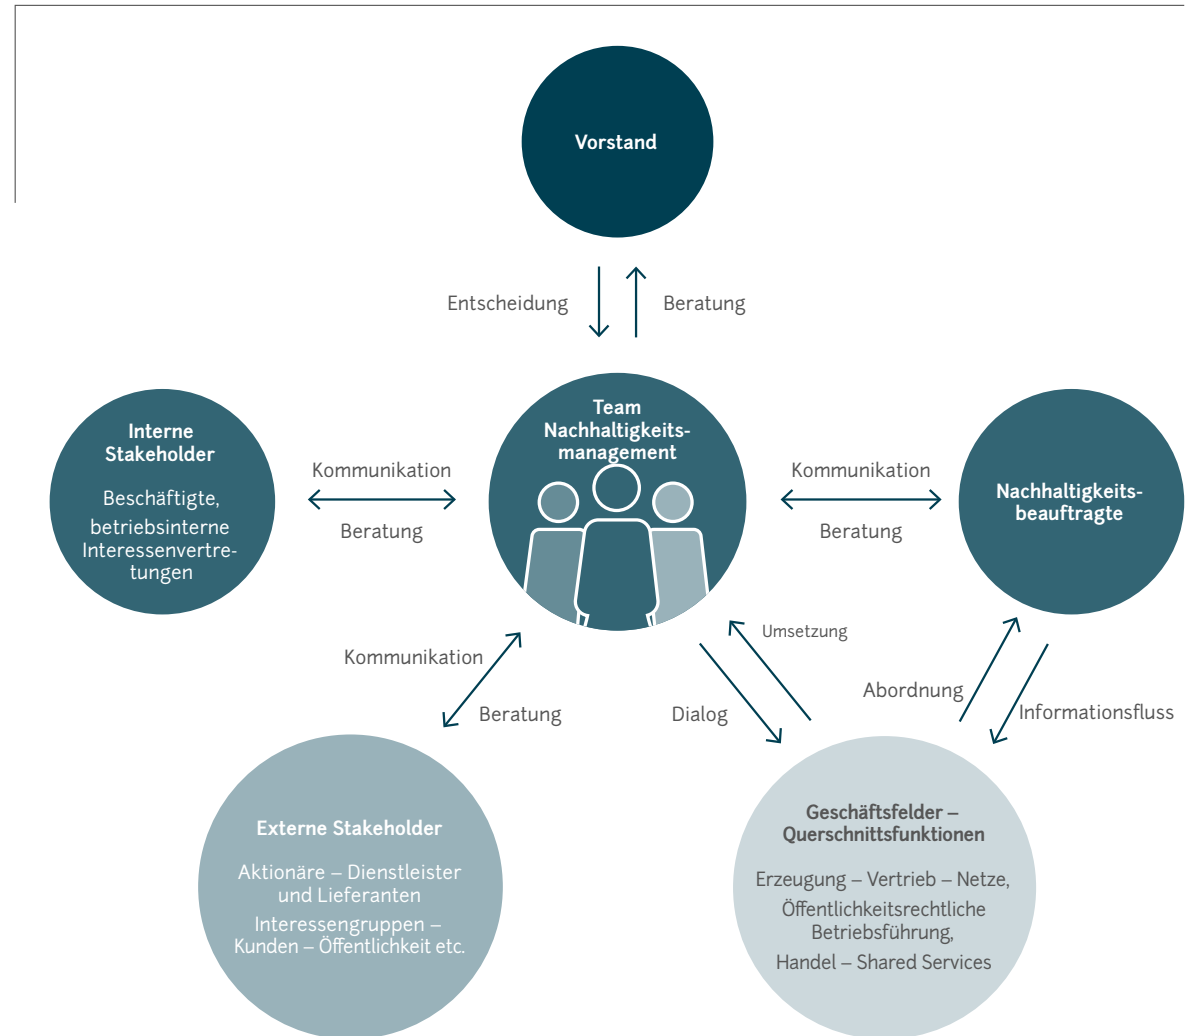 Vorstand
Entscheidung
Beratung
Team
Nachhaltigkeits-
management
Interne
Stakeholder
Beschäftigte,
betriebsinterne
Interessenvertre-
tungen
Kommunikation
Beratung
Kommunikation
Beratung
Nachhaltigkeits-
beauftragte
Kommunikation
Beratung
Umsetzung
Dialog
Abordnung
Informationsfluss
Externe Stakeholder
Aktionäre – Dienstleister
und Lieferanten
Interessengruppen –
Kunden – Öffentlichkeit etc.
Geschäftsfelder –
Querschnittsfunktionen
Erzeugung – Vertrieb – Netze,
Öffentlichkeitsrechtliche
Betriebsführung,
Handel – Shared Services